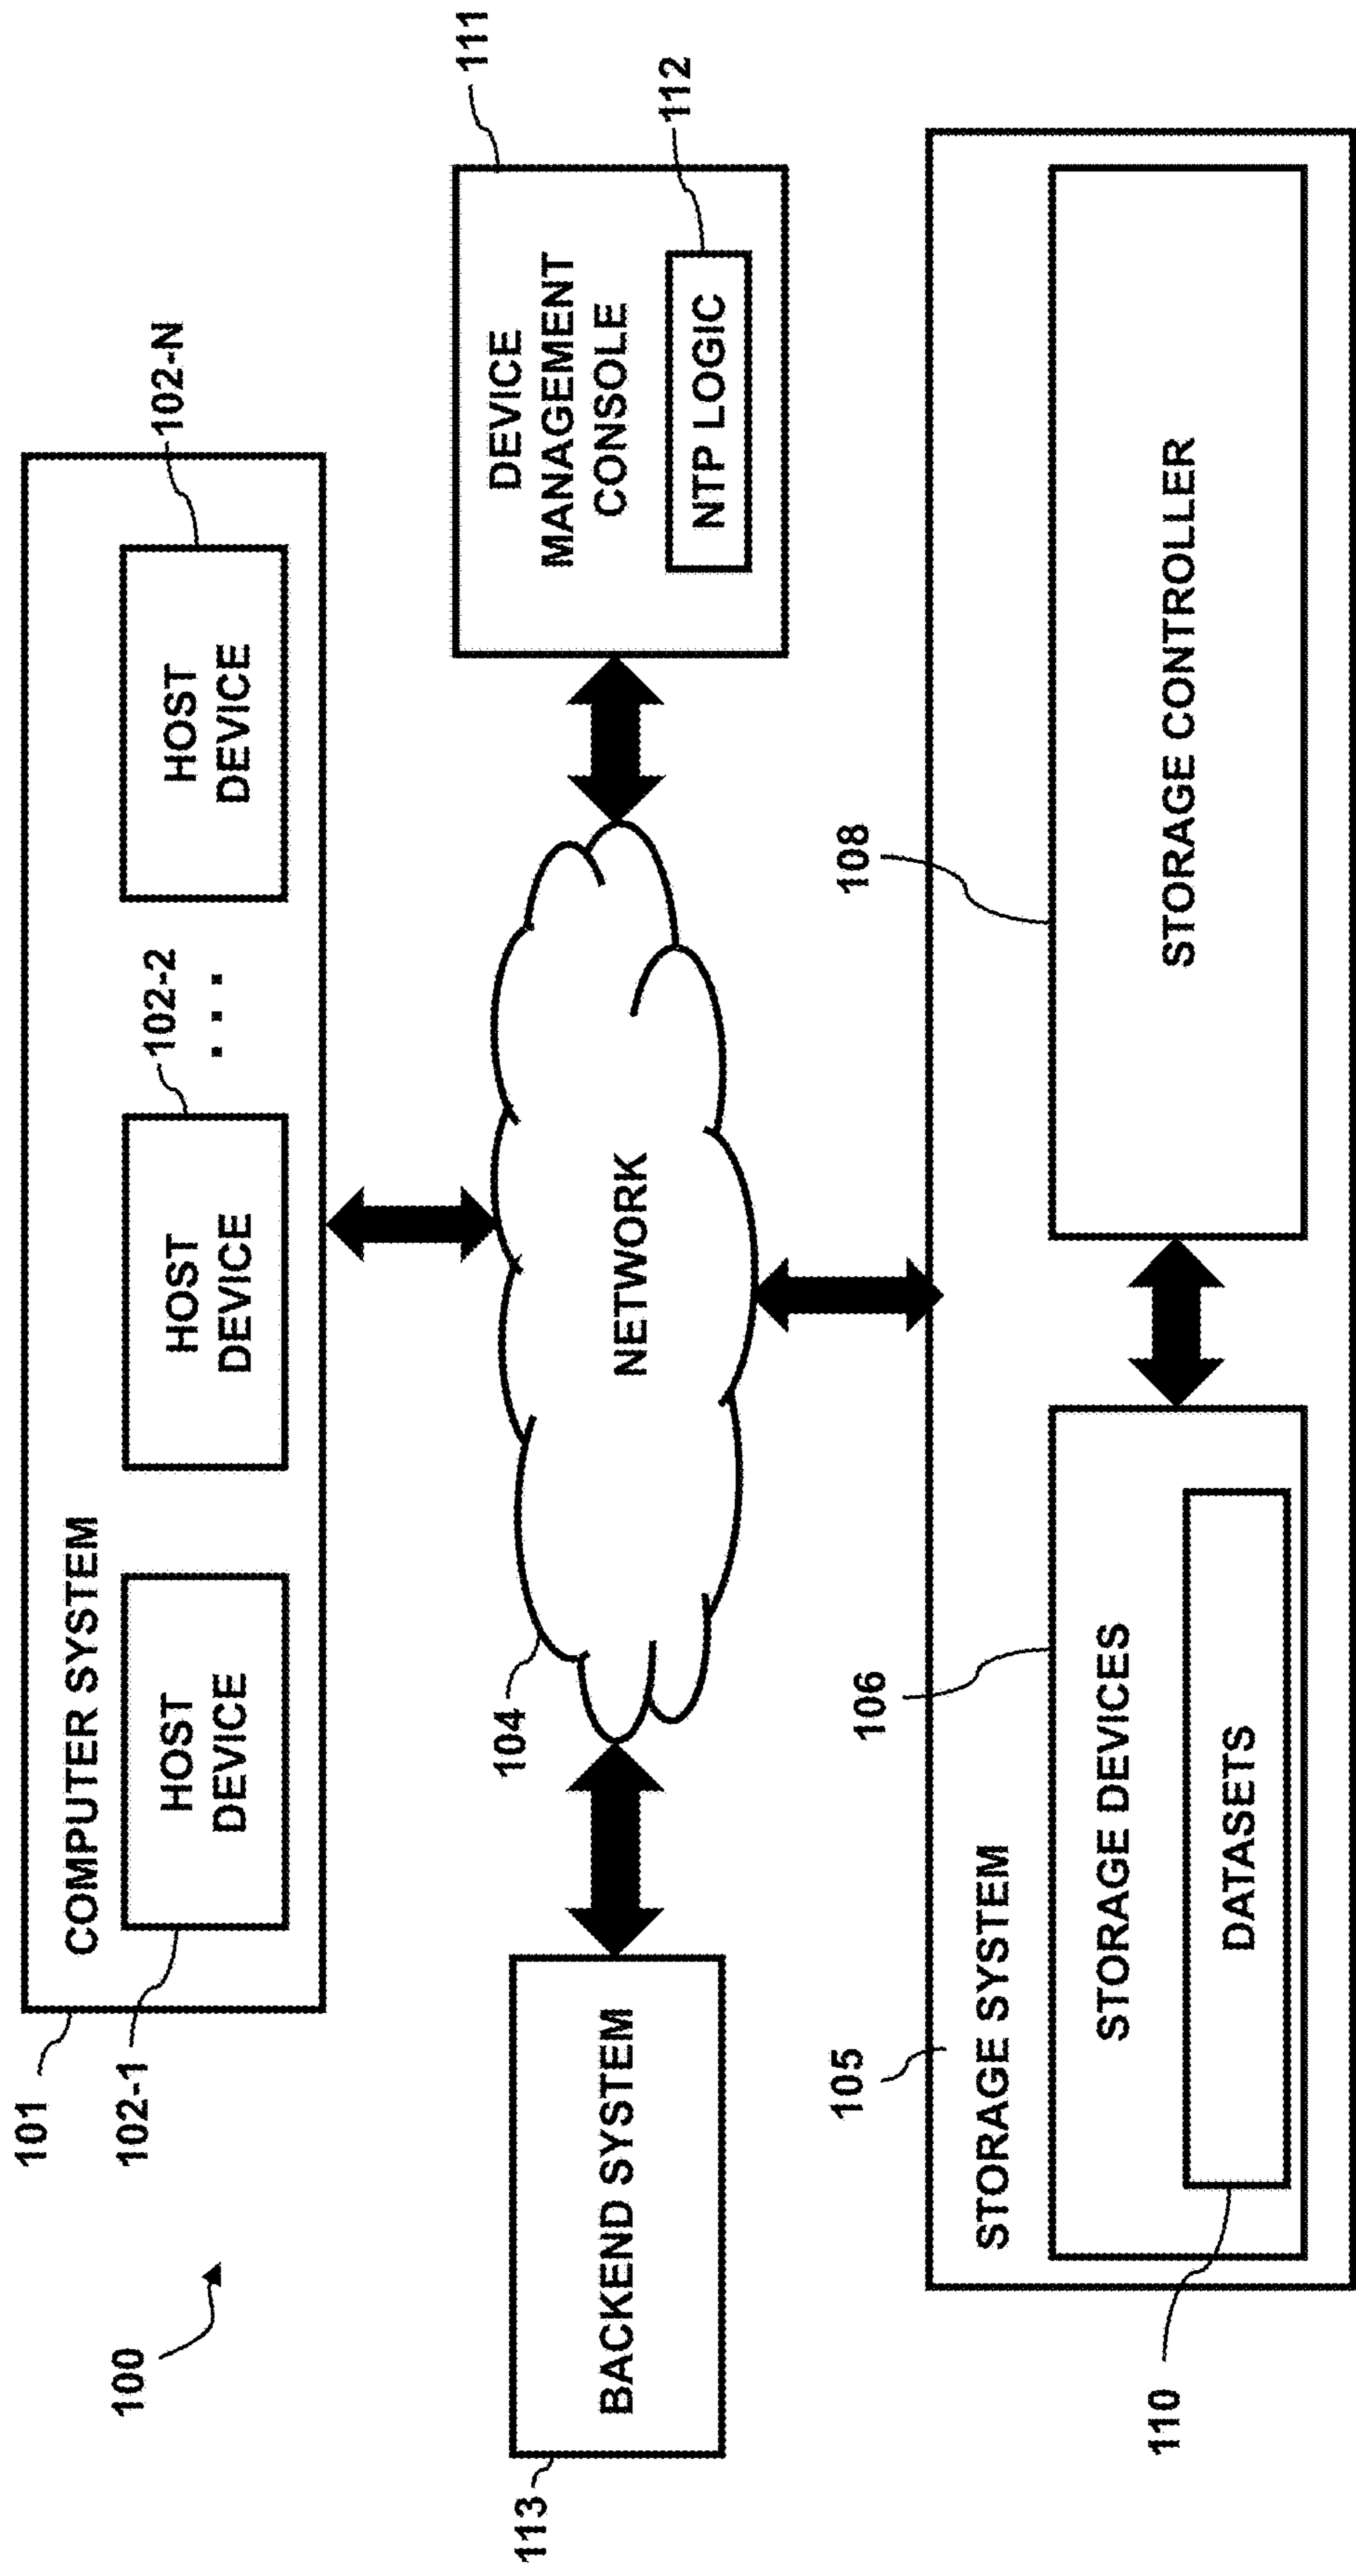 100
101
COMPUTER SYSTEM
102-1
HOST
DEVICE
102-2
HOST
DEVICE
...
102-N
HOST
DEVICE
113
BACKEND SYSTEM
104
NETWORK
111
DEVICE
MANAGEMENT
CONSOLE
112
NTP LOGIC
105
STORAGE SYSTEM
106
STORAGE DEVICES
110
DATASETS
108
STORAGE CONTROLLER